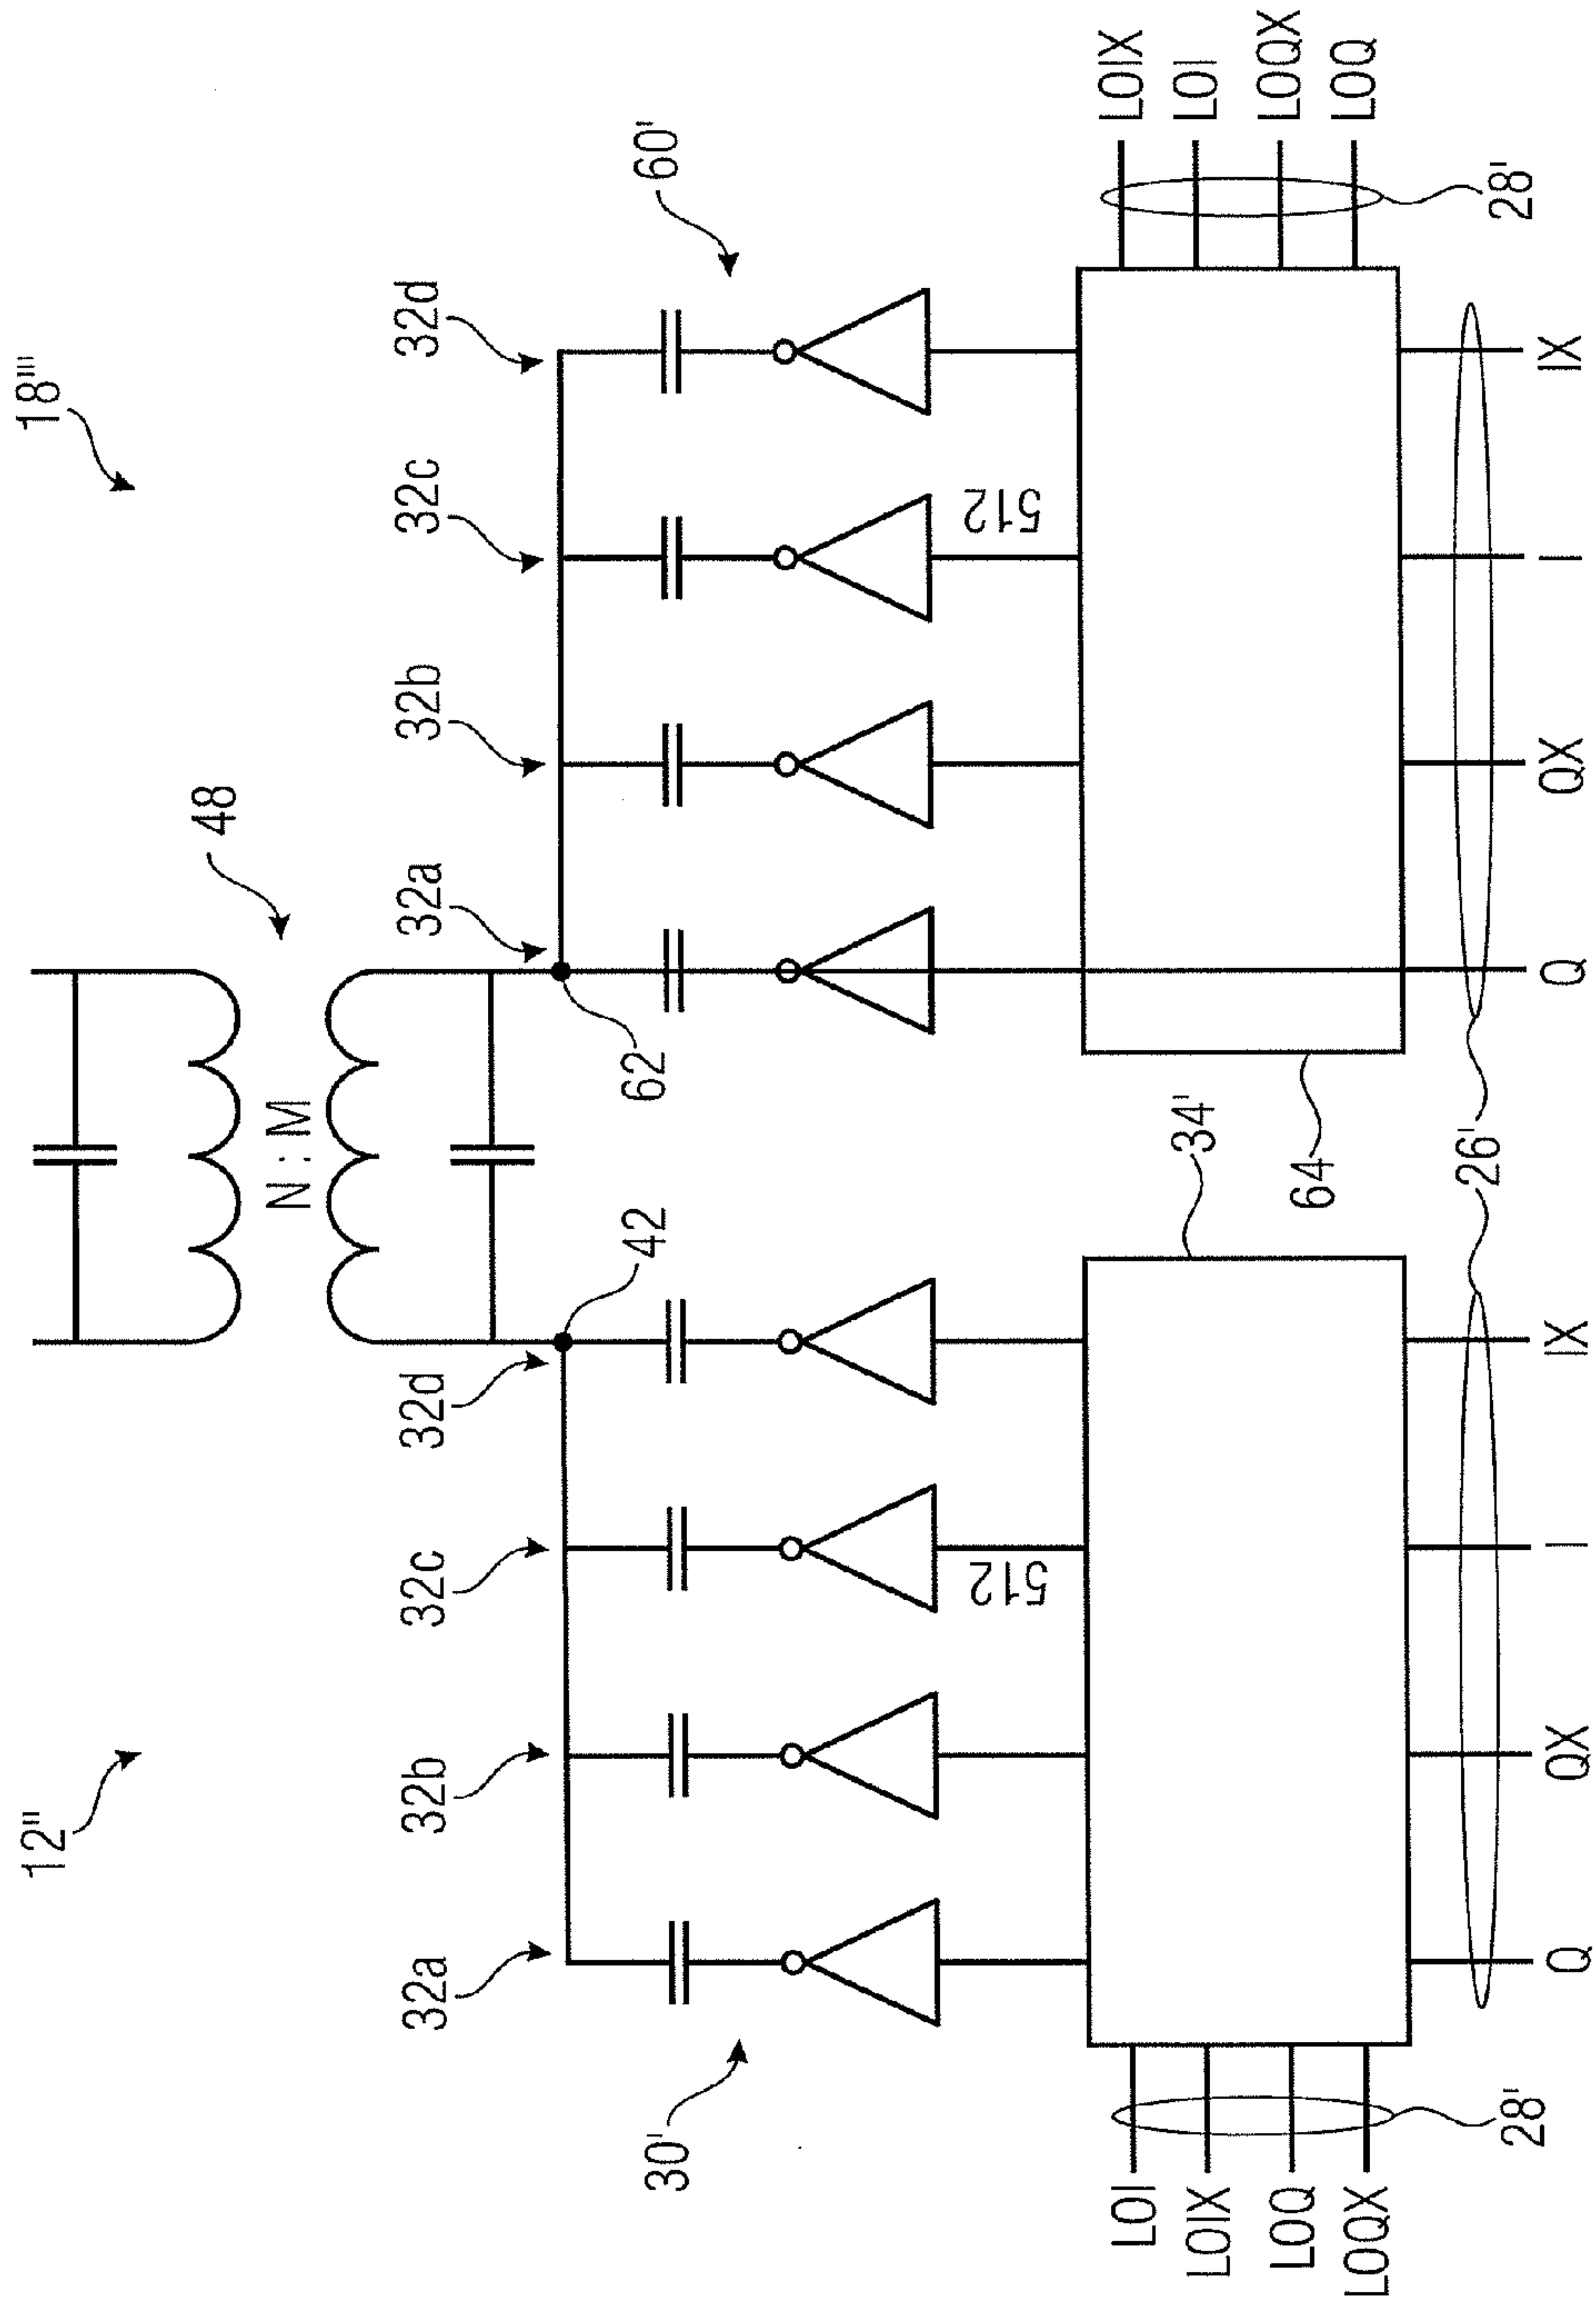 12"
18'''
48
N : M
32a
32b
32c
32d
32a
32b
32c
32d
42
62
30'
60'
512
512
34'
64
LOI
LOIX
LOQ
LOQX
LOIX
LOI
LOQX
LOQ
28'
28'
26'
Q
QX
I
IX
Q
QX
I
IX